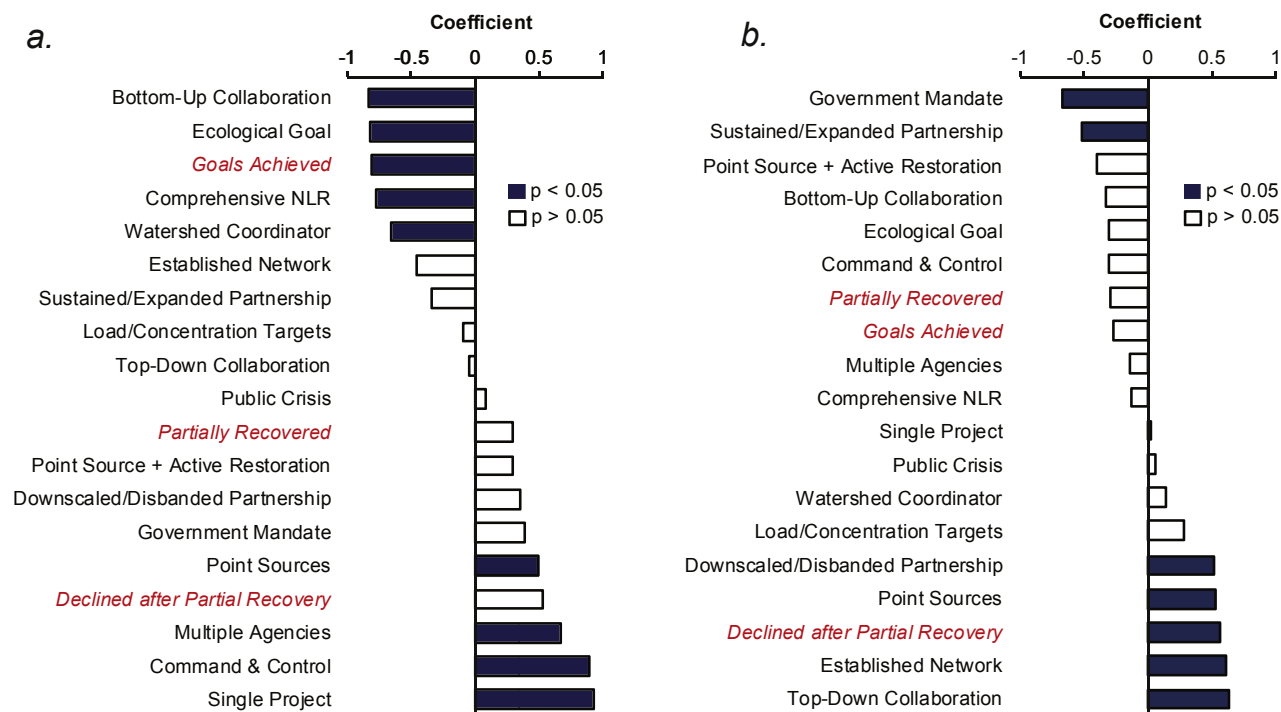 a.
Coefficient
-1 -0.5 0 0.5 1
Bottom-Up Collaboration
Ecological Goal
Goals Achieved
Comprehensive NLR
Watershed Coordinator
Established Network
Sustained/Expanded Partnership
Load/Concentration Targets
Top-Down Collaboration
Public Crisis
Partially Recovered
Point Source + Active Restoration
Downscaled/Disbanded Partnership
Government Mandate
Point Sources
Declined after Partial Recovery
Multiple Agencies
Command & Control
Single Project
p < 0.05
p > 0.05
b.
Coefficient
-1 -0.5 0 0.5 1
Government Mandate
Sustained/Expanded Partnership
Point Source + Active Restoration
Bottom-Up Collaboration
Ecological Goal
Command & Control
Partially Recovered
Goals Achieved
Multiple Agencies
Comprehensive NLR
Single Project
Public Crisis
Watershed Coordinator
Load/Concentration Targets
Downscaled/Disbanded Partnership
Point Sources
Declined after Partial Recovery
Established Network
Top-Down Collaboration
p < 0.05
p > 0.05